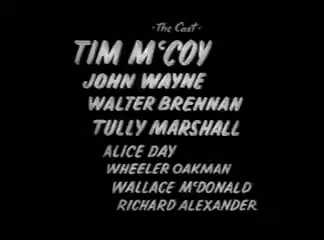 -The Cast-
TIM McCOY
JOHN WAYNE
WALTER BRENNAN
TULLY MARSHALL
ALICE DAY
WHEELER OAKMAN
WALLACE McDONALD
RICHARD ALEXANDER